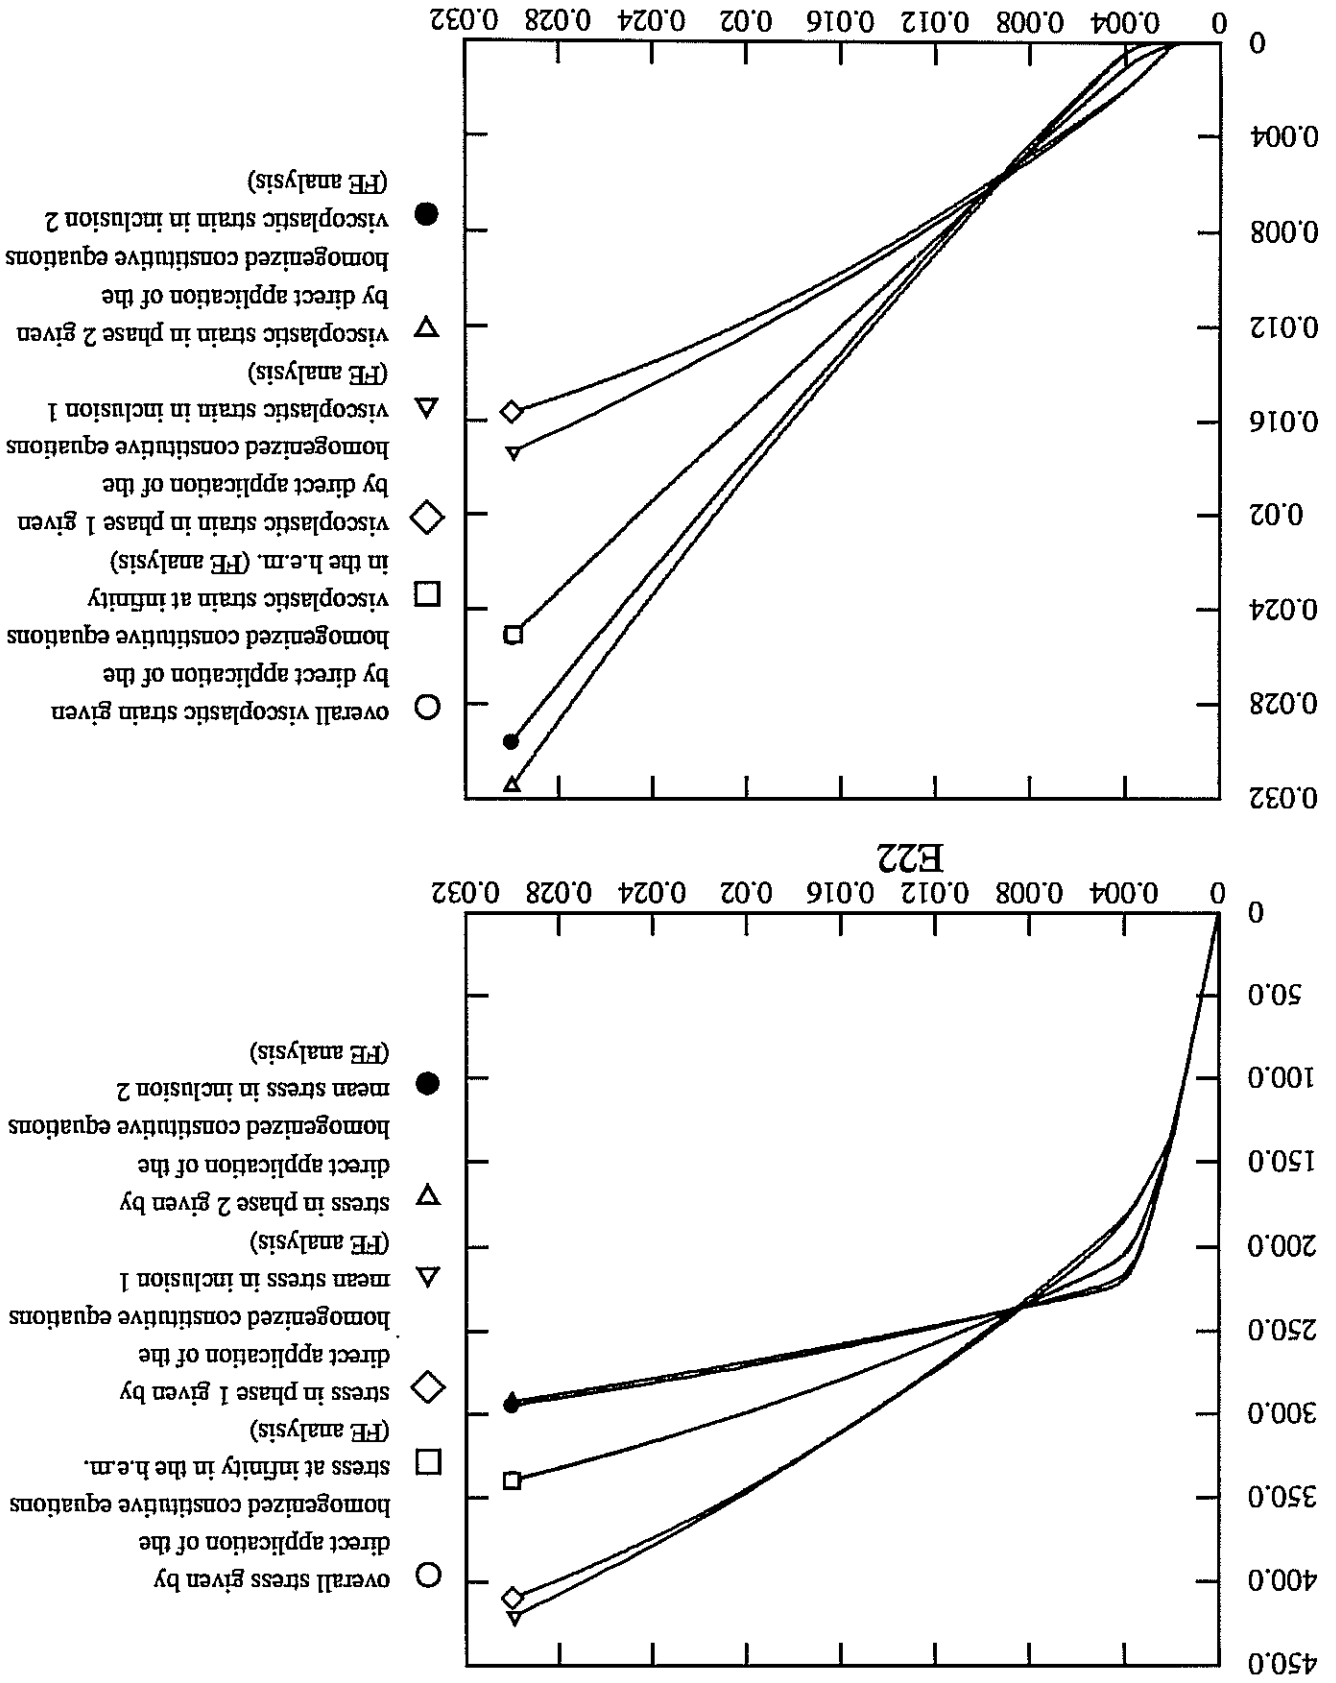 450.0
400.0
350.0
300.0
250.0
200.0
150.0
100.0
50.0
0
0 0.004 0.008 0.012 0.016 0.02 0.024 0.028 0.032
E22
overall stress given by
direct application of the
homogenized constitutive equations
stress at infinity in the h.e.m.
(FE analysis)
stress in phase 1 given by
direct application of the
homogenized constitutive equations
mean stress in inclusion 1
(FE analysis)
stress in phase 2 given by
direct application of the
homogenized constitutive equations
mean stress in inclusion 2
(FE analysis)
0.032
0.028
0.024
0.02
0.016
0.012
0.008
0.004
0
0 0.004 0.008 0.012 0.016 0.02 0.024 0.028 0.032
overall viscoplastic strain given
by direct application of the
homogenized constitutive equations
viscoplastic strain at infinity
in the h.e.m. (FE analysis)
viscoplastic strain in phase 1 given
by direct application of the
homogenized constitutive equations
viscoplastic strain in inclusion 1
(FE analysis)
viscoplastic strain in phase 2 given
by direct application of the
homogenized constitutive equations
viscoplastic strain in inclusion 2
(FE analysis)